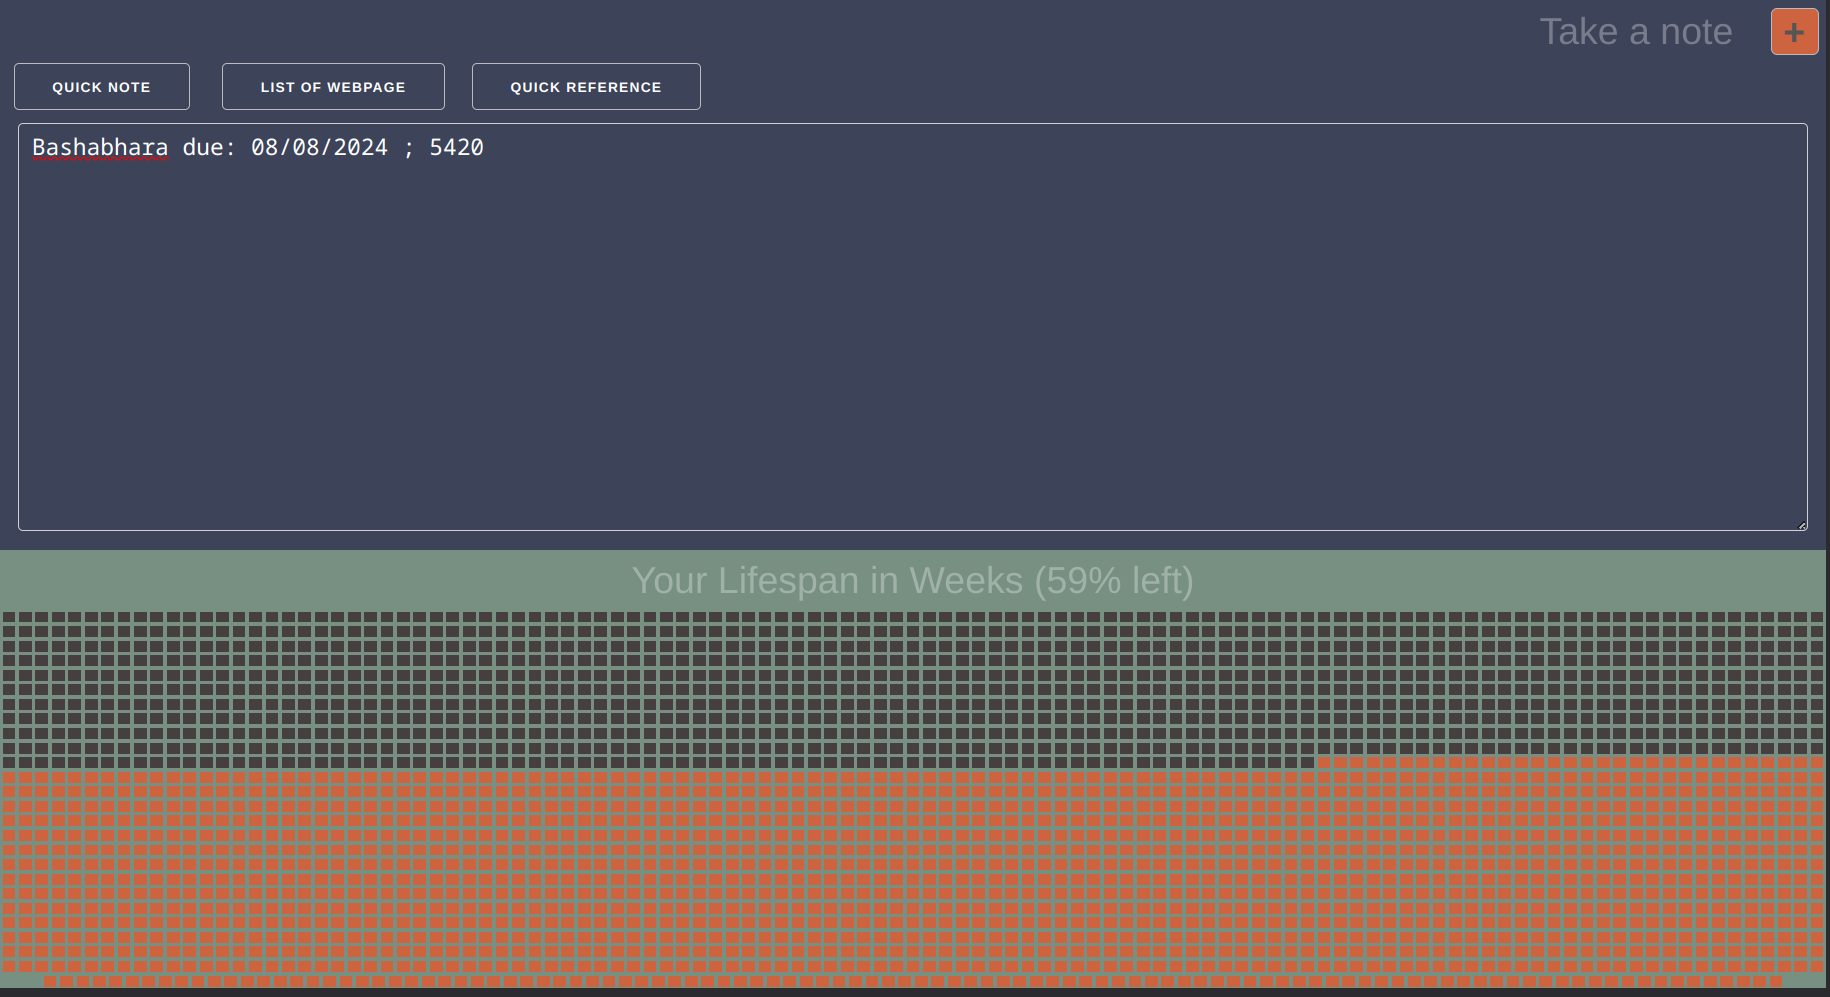 Take a note
+
QUICK NOTE
LIST OF WEBPAGE
QUICK REFERENCE
Bashabhara due: 08/08/2024 ; 5420
Your Lifespan in Weeks (59% left)